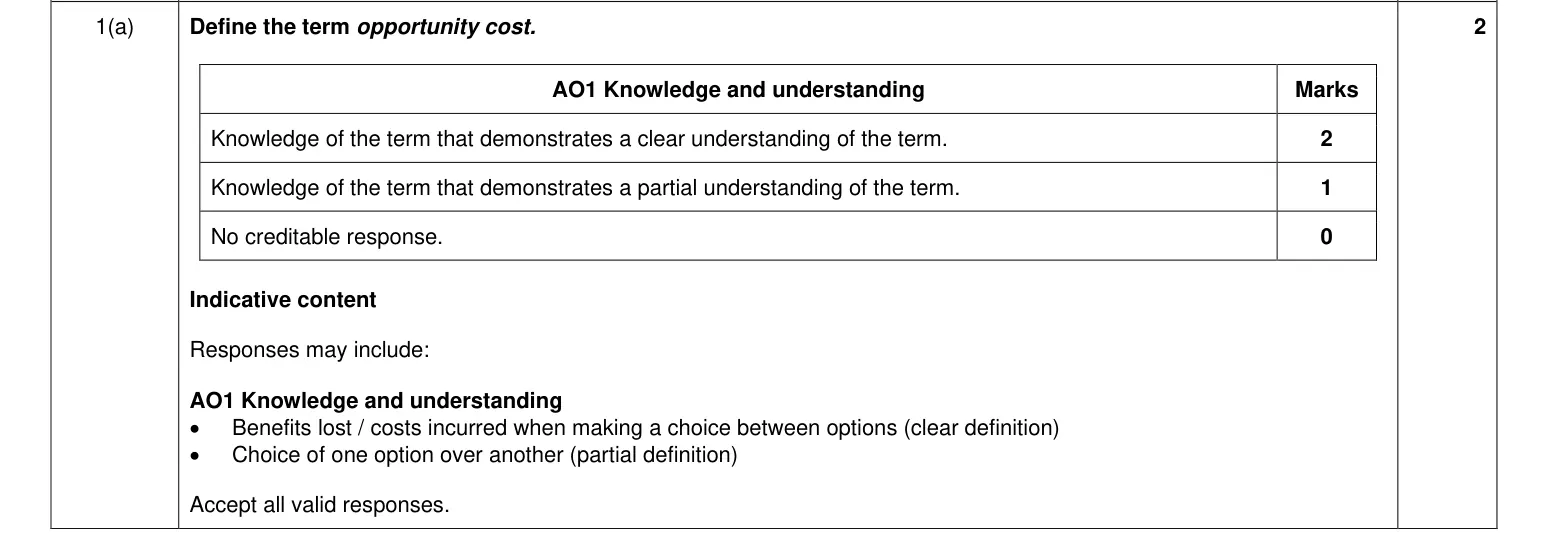 1(a) Define the term opportunity cost. 2
AO1 Knowledge and understanding Marks
Knowledge of the term that demonstrates a clear understanding of the term. 2
Knowledge of the term that demonstrates a partial understanding of the term. 1
No creditable response. 0
Indicative content
Responses may include:
AO1 Knowledge and understanding
• Benefits lost / costs incurred when making a choice between options (clear definition)
• Choice of one option over another (partial definition)
Accept all valid responses.